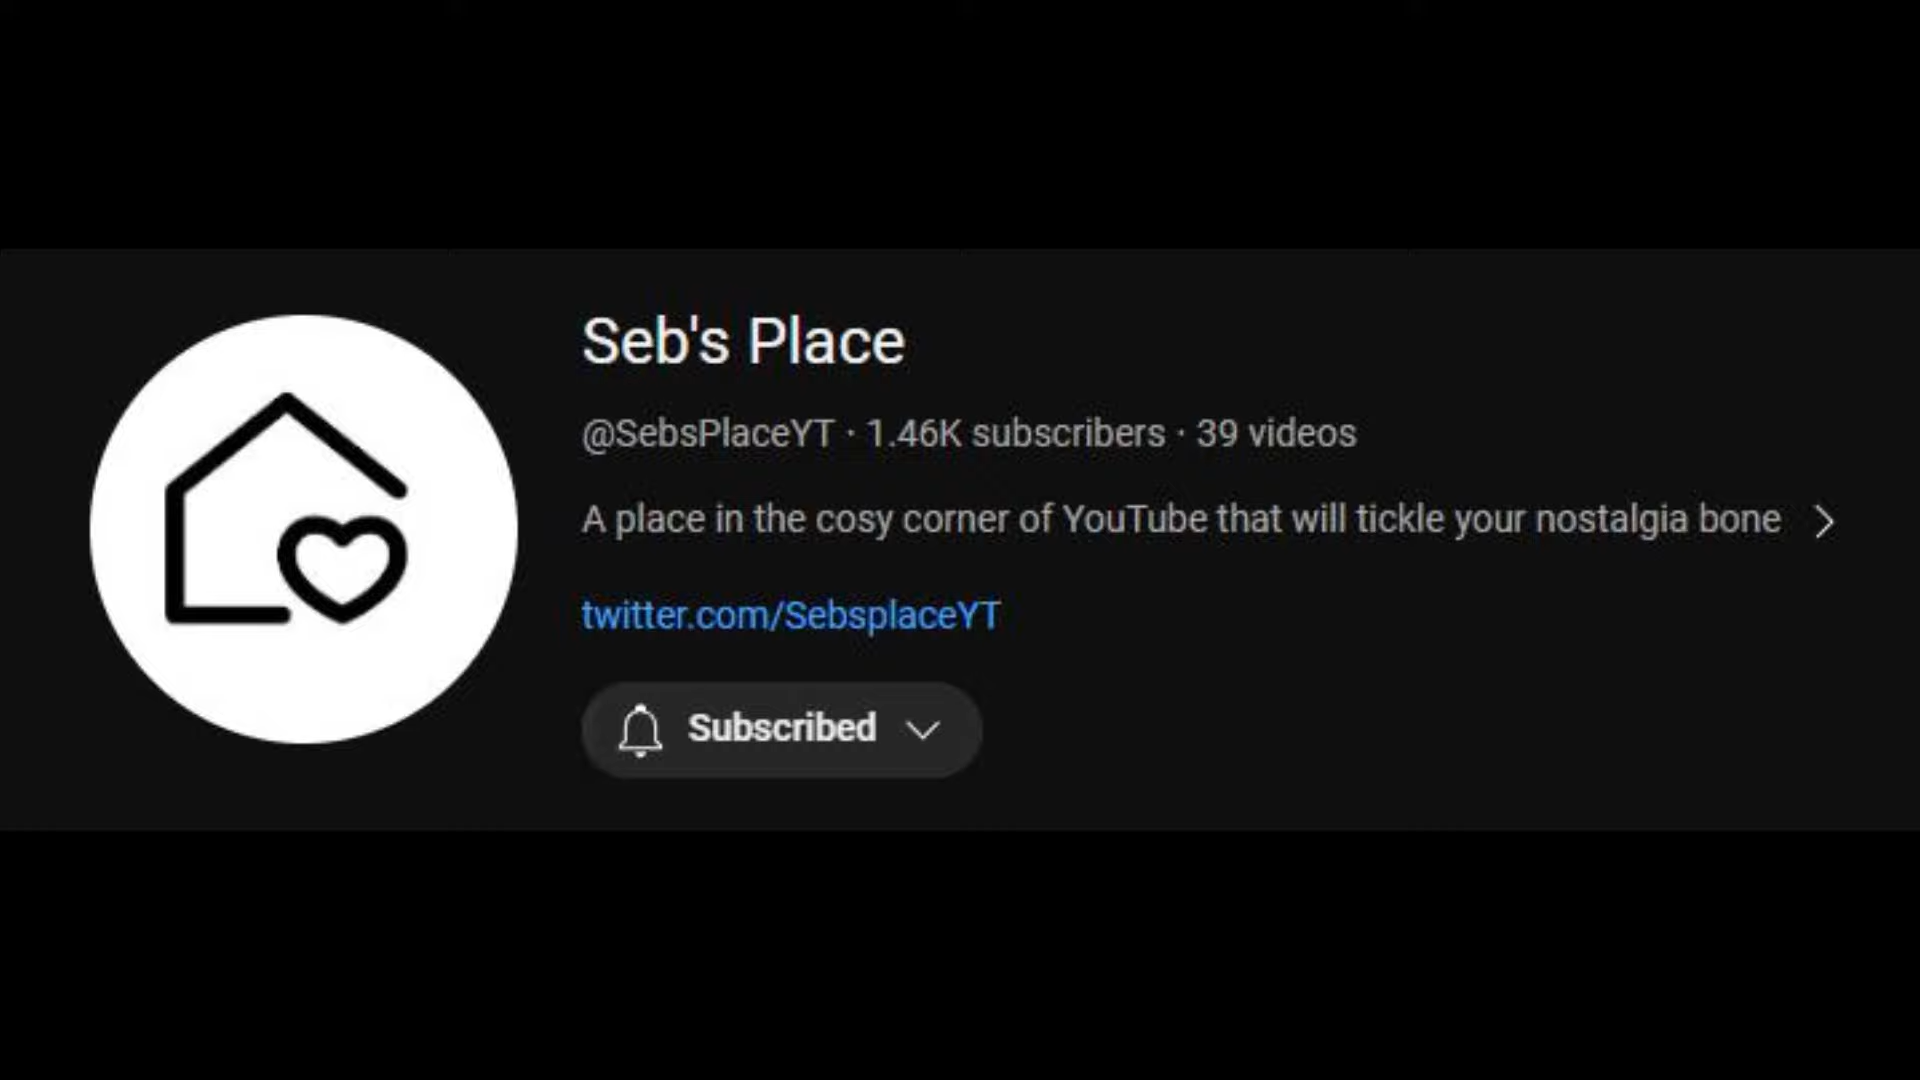 Seb's Place
@SebsPlaceYT · 1.46K subscribers · 39 videos
A place in the cosy corner of YouTube that will tickle your nostalgia bone
twitter.com/SebsplaceYT
Subscribed